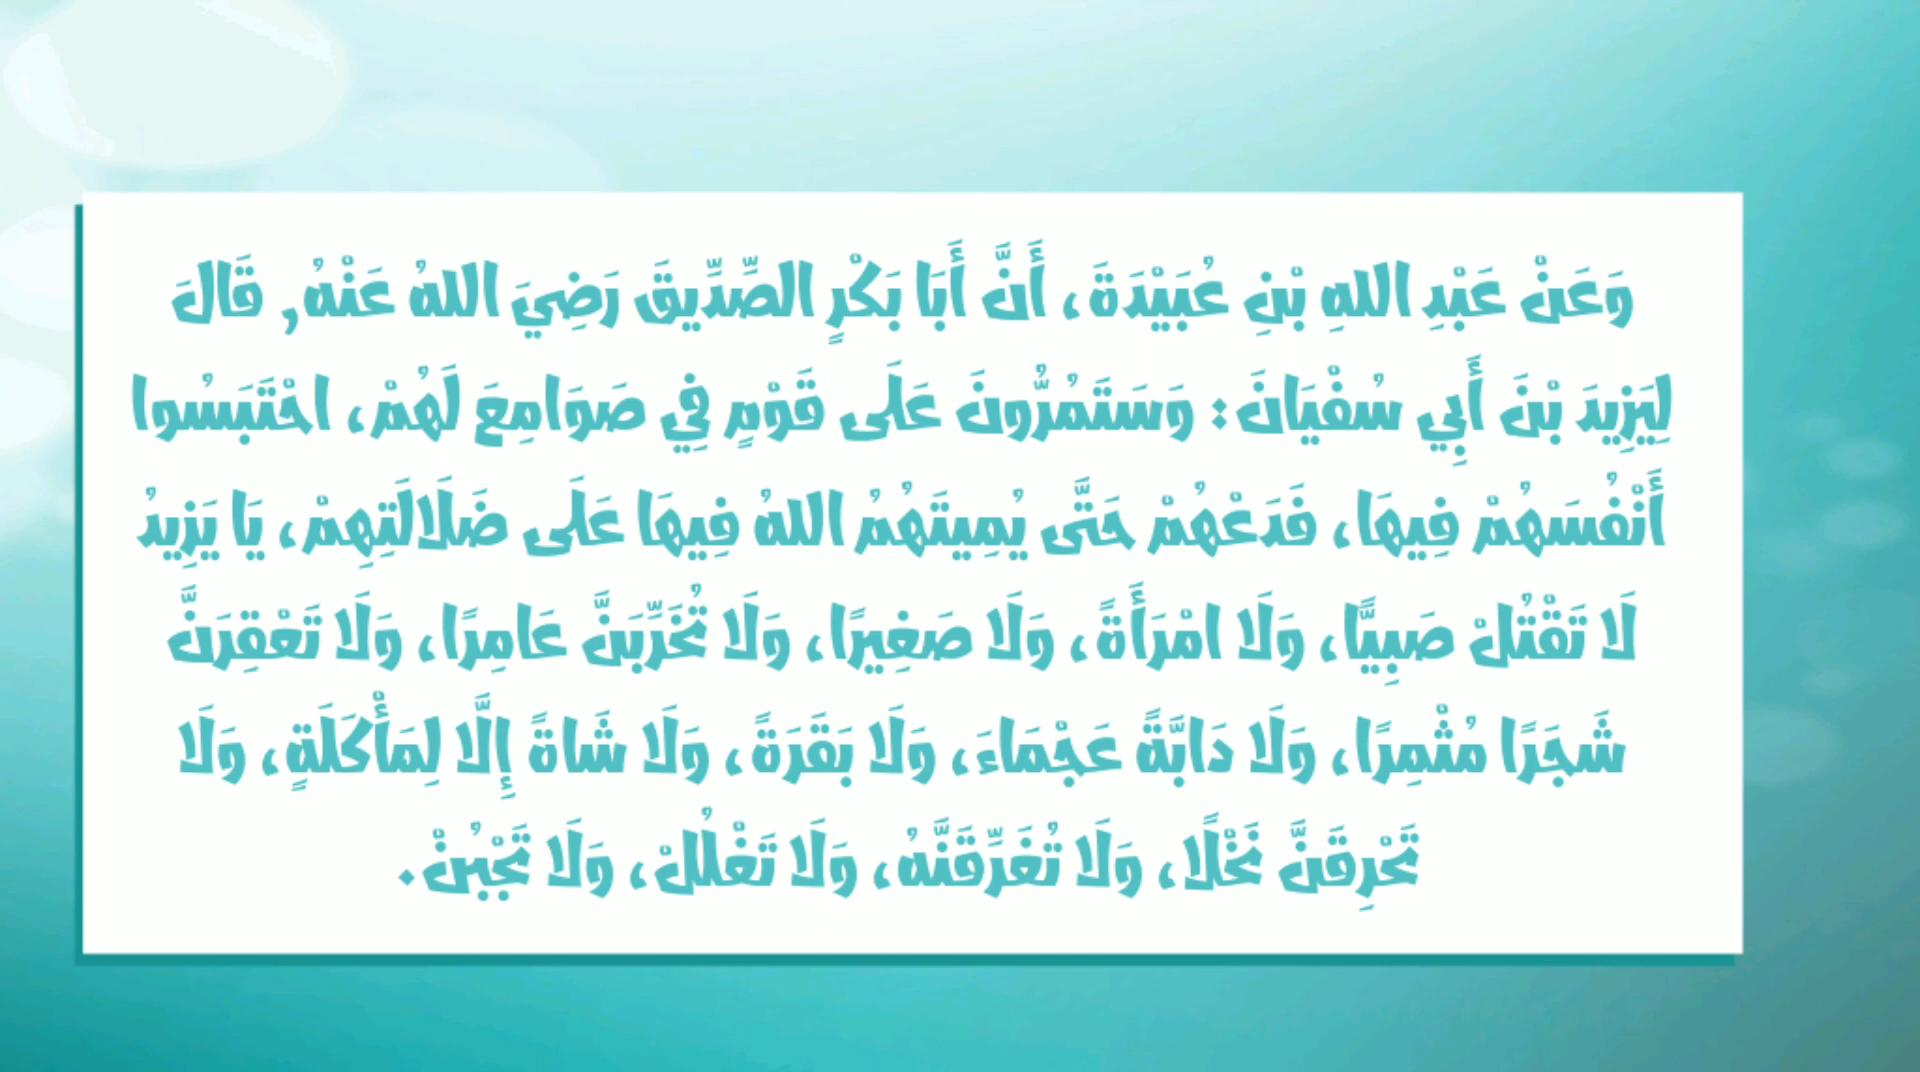 وَعَنْ عَبْدِ اللهِ بْنِ عُبَيْدَةَ، أَنَّ أَبَا بَكْرٍ الصِّدِّيقَ رَضِيَ اللهُ عَنْهُ, قَالَ
لِيَزِيدَ بْنَ أَبِي سُفْيَانَ: وَسَتَمُرُّونَ عَلَى قَوْمٍ فِي صَوَامِعَ لَهُمْ، احْتَبَسُوا
أَنْفُسَهُمْ فِيهَا، فَدَعْهُمْ حَتَّى يُمِيتَهُمُ اللهُ فِيهَا عَلَى ضَلَالَتِهِمْ، يَا يَزِيدُ
لَا تَقْتُلْ صَبِيًّا، وَلَا امْرَأَةً، وَلَا صَغِيرًا، وَلَا تُخَرِّبَنَّ عَامِرًا، وَلَا تَعْقِرَنَّ
شَجَرًا مُثْمِرًا، وَلَا دَابَّةً عَجْمَاءَ، وَلَا بَقَرَةً، وَلَا شَاةً إِلَّا لِمَأْكَلَةٍ، وَلَا
تَحْرِقَنَّ نَخْلًا، وَلَا تُغَرِّقَنَّهُ، وَلَا تَغْلُلْ، وَلَا تَجْبُنْ.